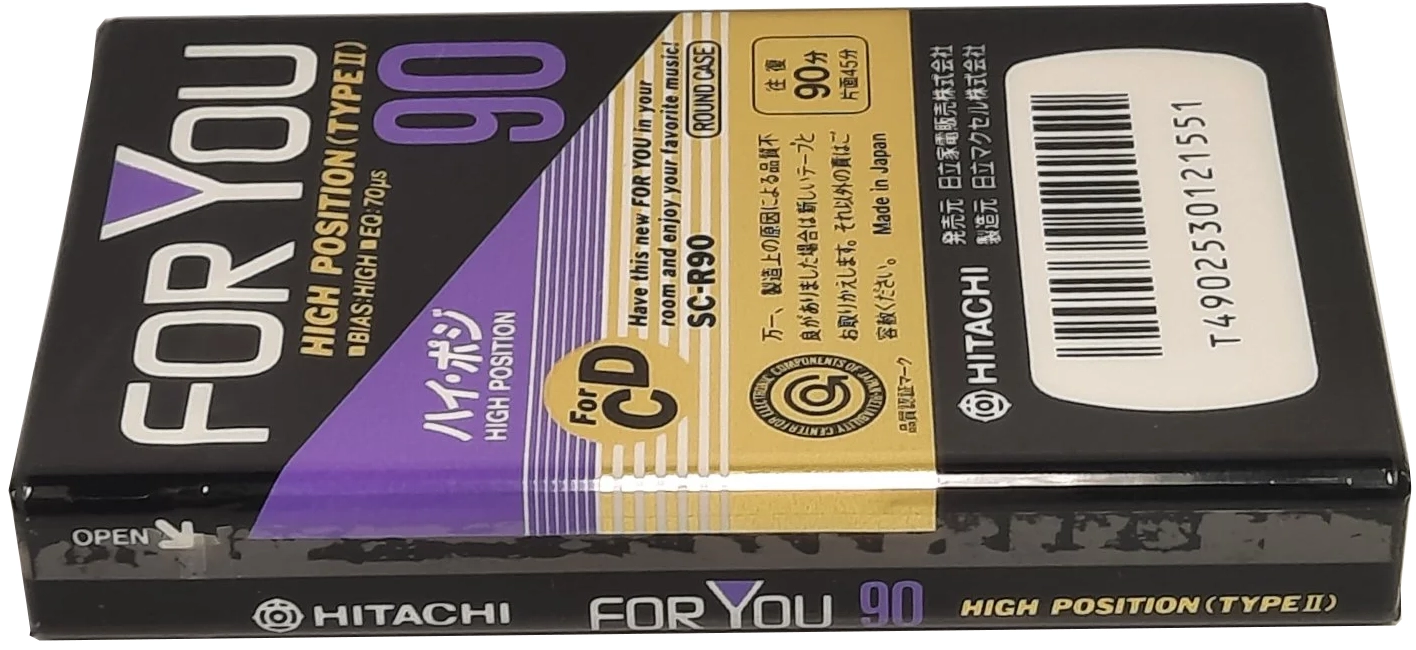 FOR YOU
HIGH POSITION (TYPE II)
■BIAS:HIGH ■EQ:70μs
90
ハイ・ポジ
HIGH POSITION
For
CD
Have this new FOR YOU in your
room and enjoy your favorite music!
SC-R90
ROUND CASE
往復
90分
片面45分
万一、製造上の原因による品質不
良がありました場合は新しいテープと
お取りかえします。それ以外の責はご
容赦ください。
Made in Japan
RELIABILITY CENTER FOR ELECTRONIC COMPONENTS OF JAPAN
品質認証マーク
HITACHI
発売元 日立家電販売株式会社
製造元 日立マクセル株式会社
T4902530121551
OPEN
HITACHI
FOR YOU 90
HIGH POSITION (TYPE II)